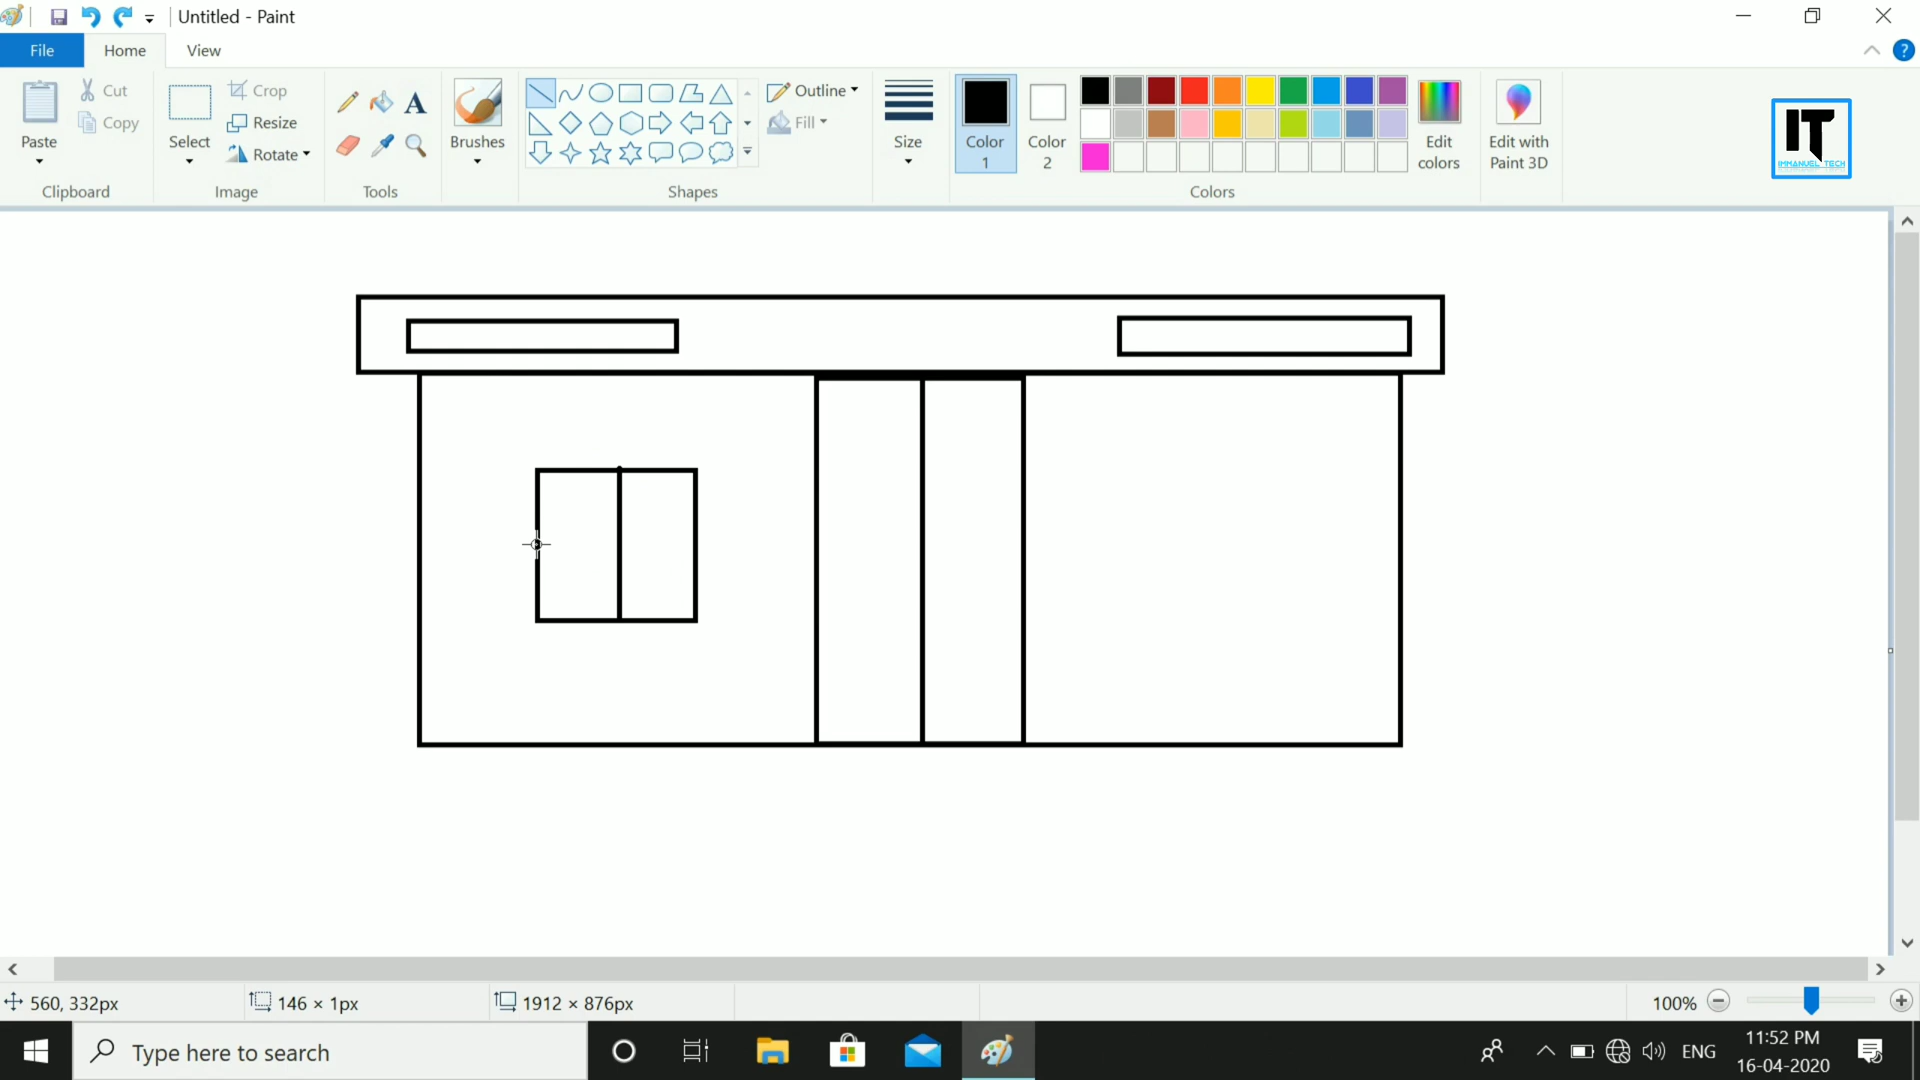 Untitled - Paint
File
Home
View
Paste
Cut
Copy
Clipboard
Select
Crop
Resize
Rotate
Image
A
Tools
Brushes
Shapes
Outline
Fill
Size
Color
1
Color
2
Colors
Edit
colors
Edit with
Paint 3D
?
IT
IMMANUEL TECH
560, 332px
146 × 1px
1912 × 876px
100%
Type here to search
ENG
11:52 PM
16-04-2020